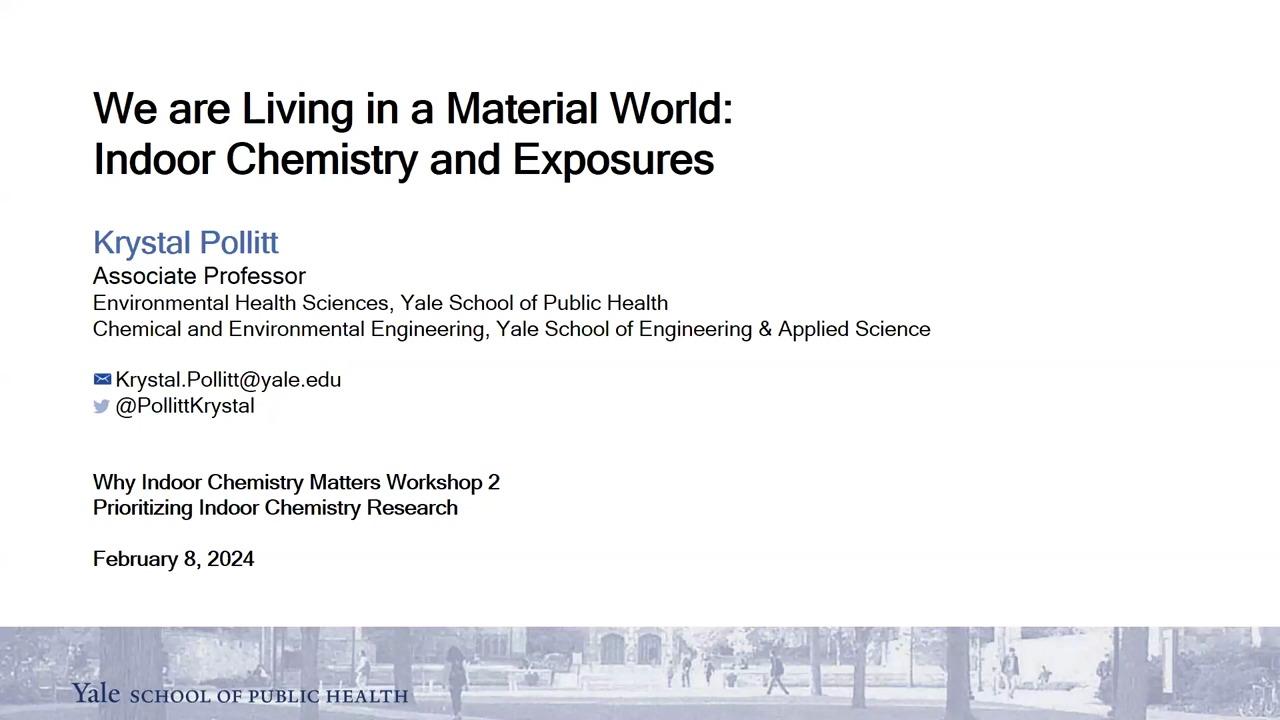 We are Living in a Material World:
Indoor Chemistry and Exposures
Krystal Pollitt
Associate Professor
Environmental Health Sciences, Yale School of Public Health
Chemical and Environmental Engineering, Yale School of Engineering & Applied Science
Krystal.Pollitt@yale.edu
@PollittKrystal
Why Indoor Chemistry Matters Workshop 2
Prioritizing Indoor Chemistry Research
February 8, 2024
Yale SCHOOL OF PUBLIC HEALTH